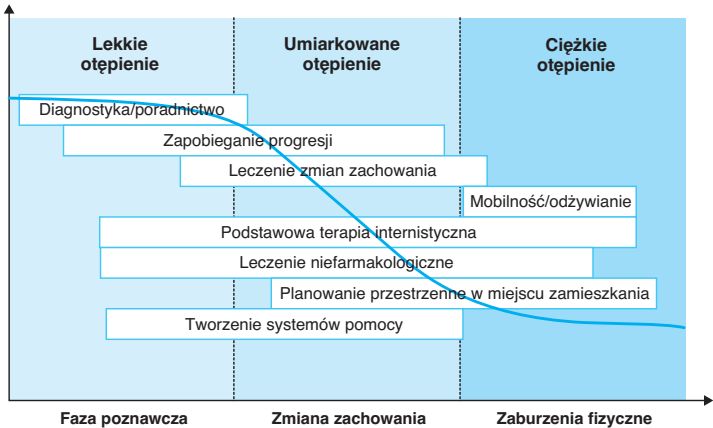 Lekkie
otępienie
Umiarkowane
otępienie
Ciężkie
otępienie
Diagnostyka/poradnictwo
Zapobieganie progresji
Leczenie zmian zachowania
Mobilność/odżywianie
Podstawowa terapia internistyczna
Leczenie niefarmakologiczne
Planowanie przestrzenne w miejscu zamieszkania
Tworzenie systemów pomocy
Faza poznawcza
Zmiana zachowania
Zaburzenia fizyczne